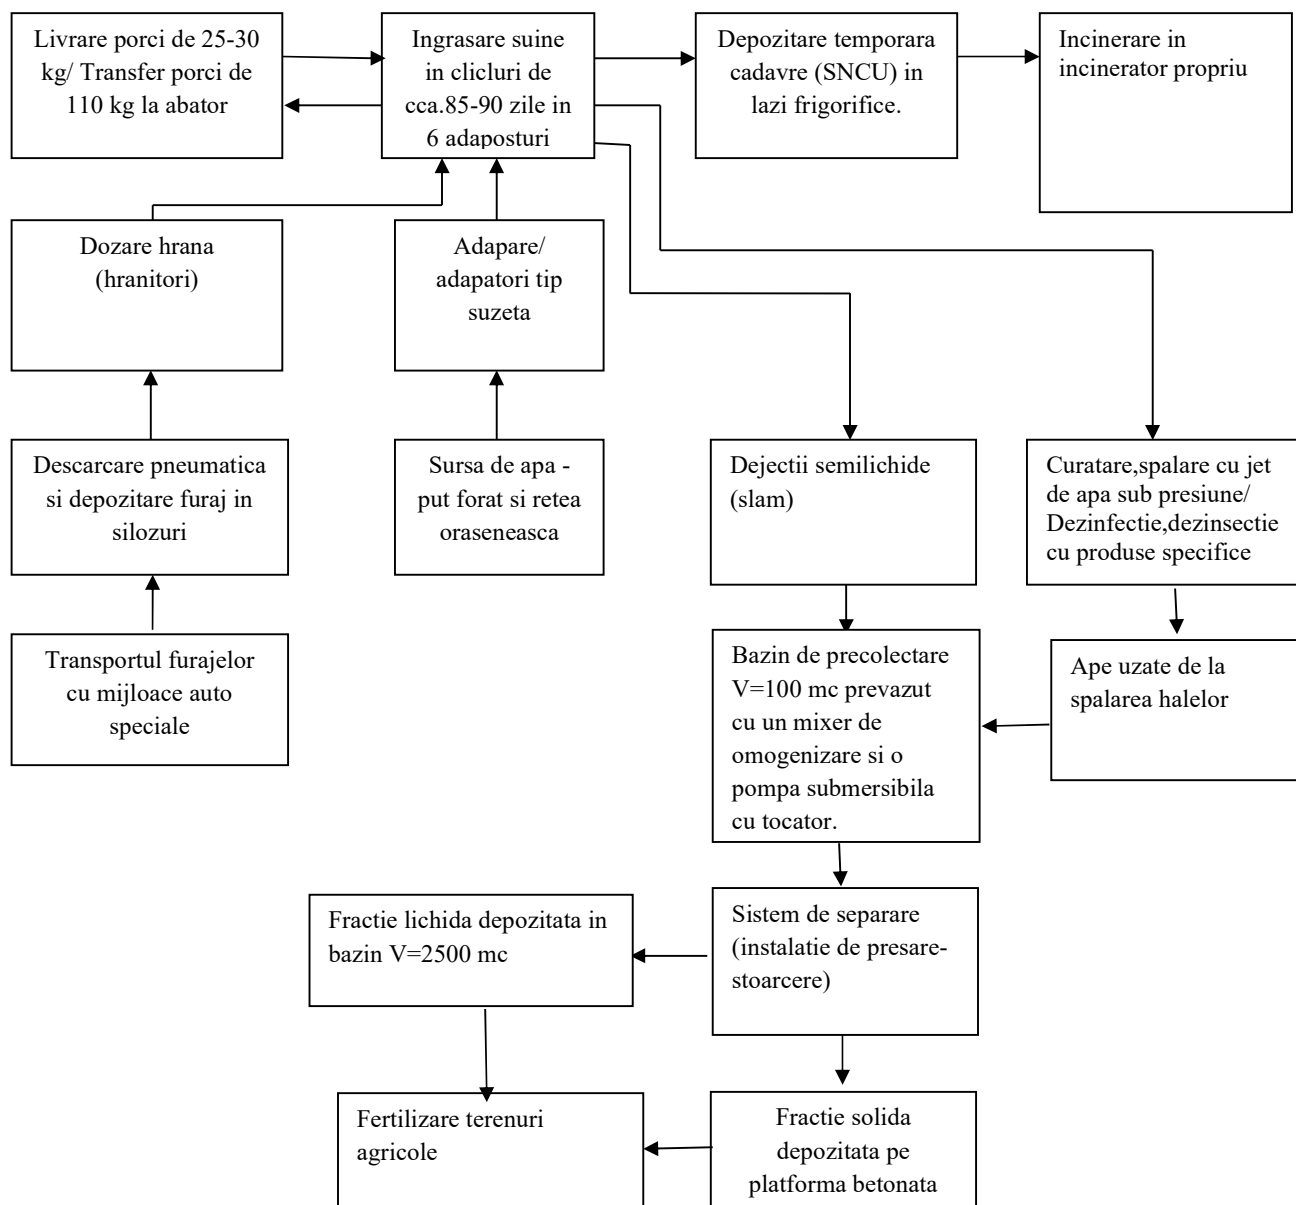 Livrare porci de 25-30
kg/ Transfer porci de
110 kg la abator
Ingrasare suine
in clicluri de
cca.85-90 zile in
6 adaposturi
Depozitare temporara
cadavre (SNCU) in
lazi frigorifice.
Incinerare in
incinerator propriu
Dozare hrana
(hranitori)
Adapare/
adapatori tip
suzeta
Descarcare pneumatica
si depozitare furaj in
silozuri
Sursa de apa -
put forat si retea
oraseneasca
Dejectii semilichide
(slam)
Curatare,spalare cu jet
de apa sub presiune/
Dezinfectie,dezinsectie
cu produse specifice
Transportul furajelor
cu mijloace auto
speciale
Bazin de precolectare
V=100 mc prevazut
cu un mixer de
omogenizare si o
pompa submersibila
cu tocator.
Ape uzate de la
spalarea halelor
Fractie lichida depozitata in
bazin V=2500 mc
Sistem de separare
(instalatie de presare-
stoarcere)
Fertilizare terenuri
agricole
Fractie solida
depozitata pe
platforma betonata